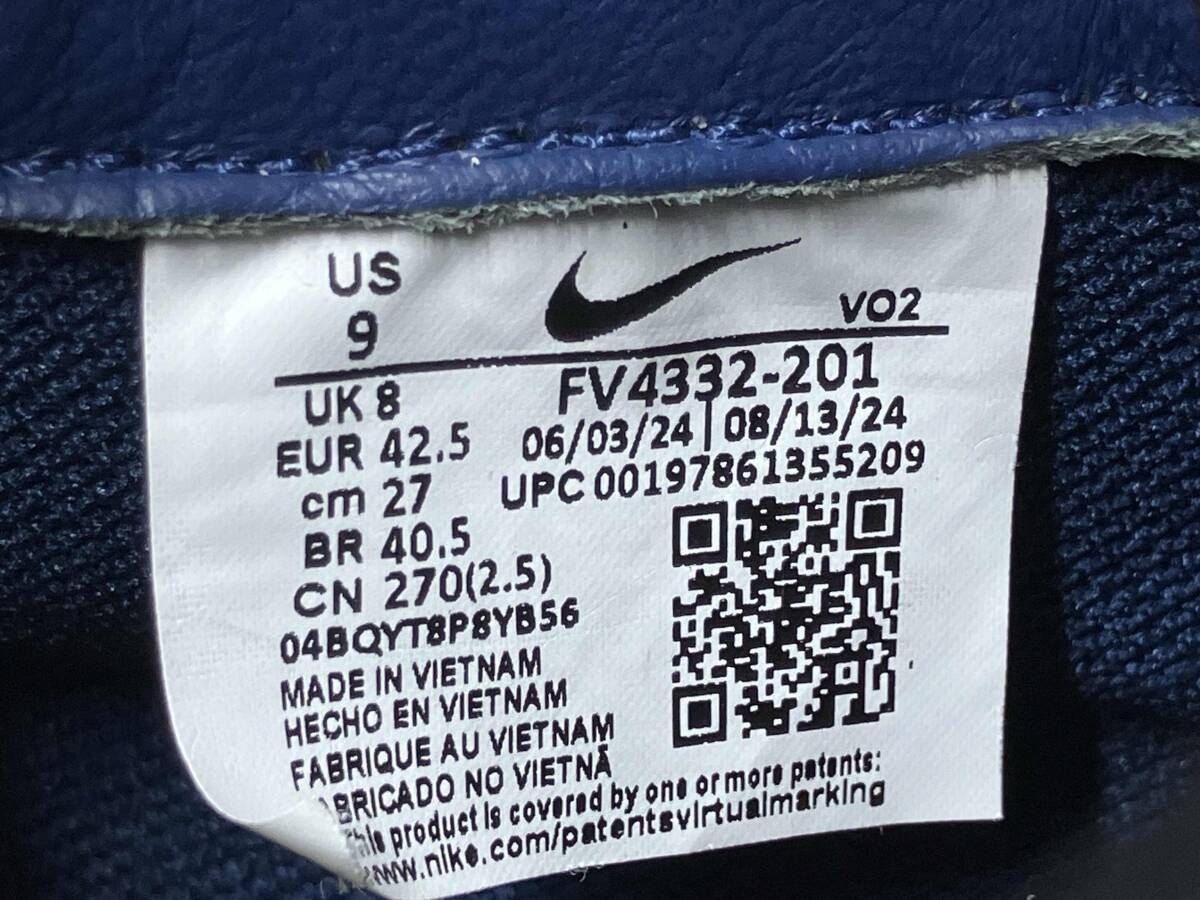 US
9
VO2
UK 8
EUR 42.5
cm 27
BR 40.5
CN 270(2.5)
04BQYT8P8YB56
FV4332-201
06/03/24 | 08/13/24
UPC 00197861355209
MADE IN VIETNAM
HECHO EN VIETNAM
FABRIQUE AU VIETNAM
ABRICADO NO VIETNÃ
This product is covered by one or more patents:
www.nike.com/patentsvirtualmarking